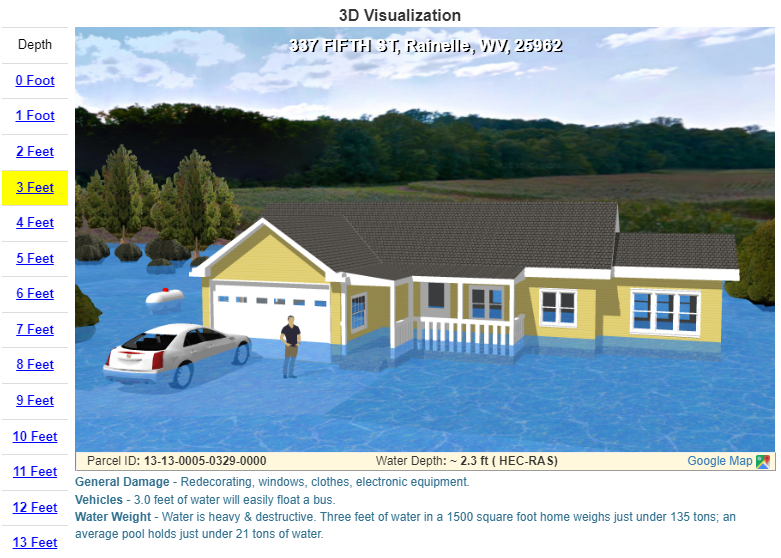 3D Visualization
Depth
337 FIFTH ST, Rainelle, WV, 25962
0 Foot
1 Foot
2 Feet
3 Feet
4 Feet
5 Feet
6 Feet
7 Feet
8 Feet
9 Feet
10 Feet
11 Feet
12 Feet
13 Feet
Parcel ID: 13-13-0005-0329-0000 Water Depth: ~ 2.3 ft ( HEC-RAS) Google Map
General Damage - Redecorating, windows, clothes, electronic equipment.
Vehicles - 3.0 feet of water will easily float a bus.
Water Weight - Water is heavy & destructive. Three feet of water in a 1500 square foot home weighs just under 135 tons; an
average pool holds just under 21 tons of water.